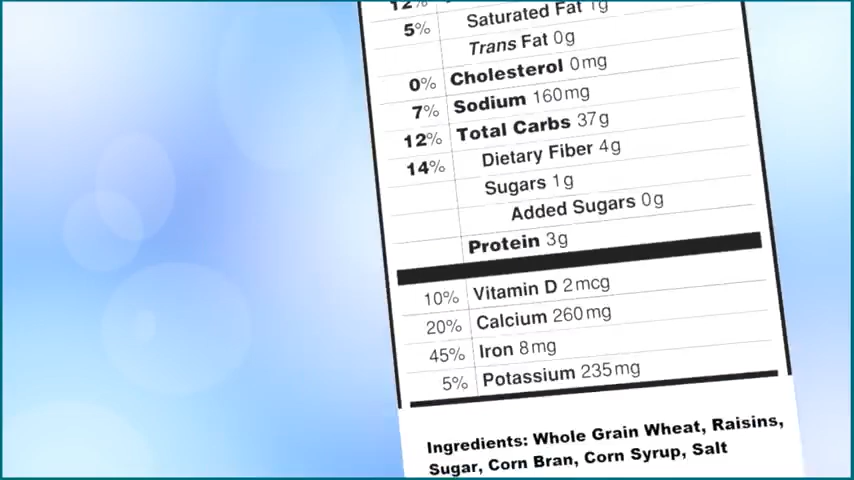 12%
5% Saturated Fat 1g
Trans Fat 0g
0% Cholesterol 0mg
7% Sodium 160mg
12% Total Carbs 37g
14% Dietary Fiber 4g
Sugars 1g
Added Sugars 0g
Protein 3g
10% Vitamin D 2mcg
20% Calcium 260mg
45% Iron 8mg
5% Potassium 235mg
Ingredients: Whole Grain Wheat, Raisins,
Sugar, Corn Bran, Corn Syrup, Salt